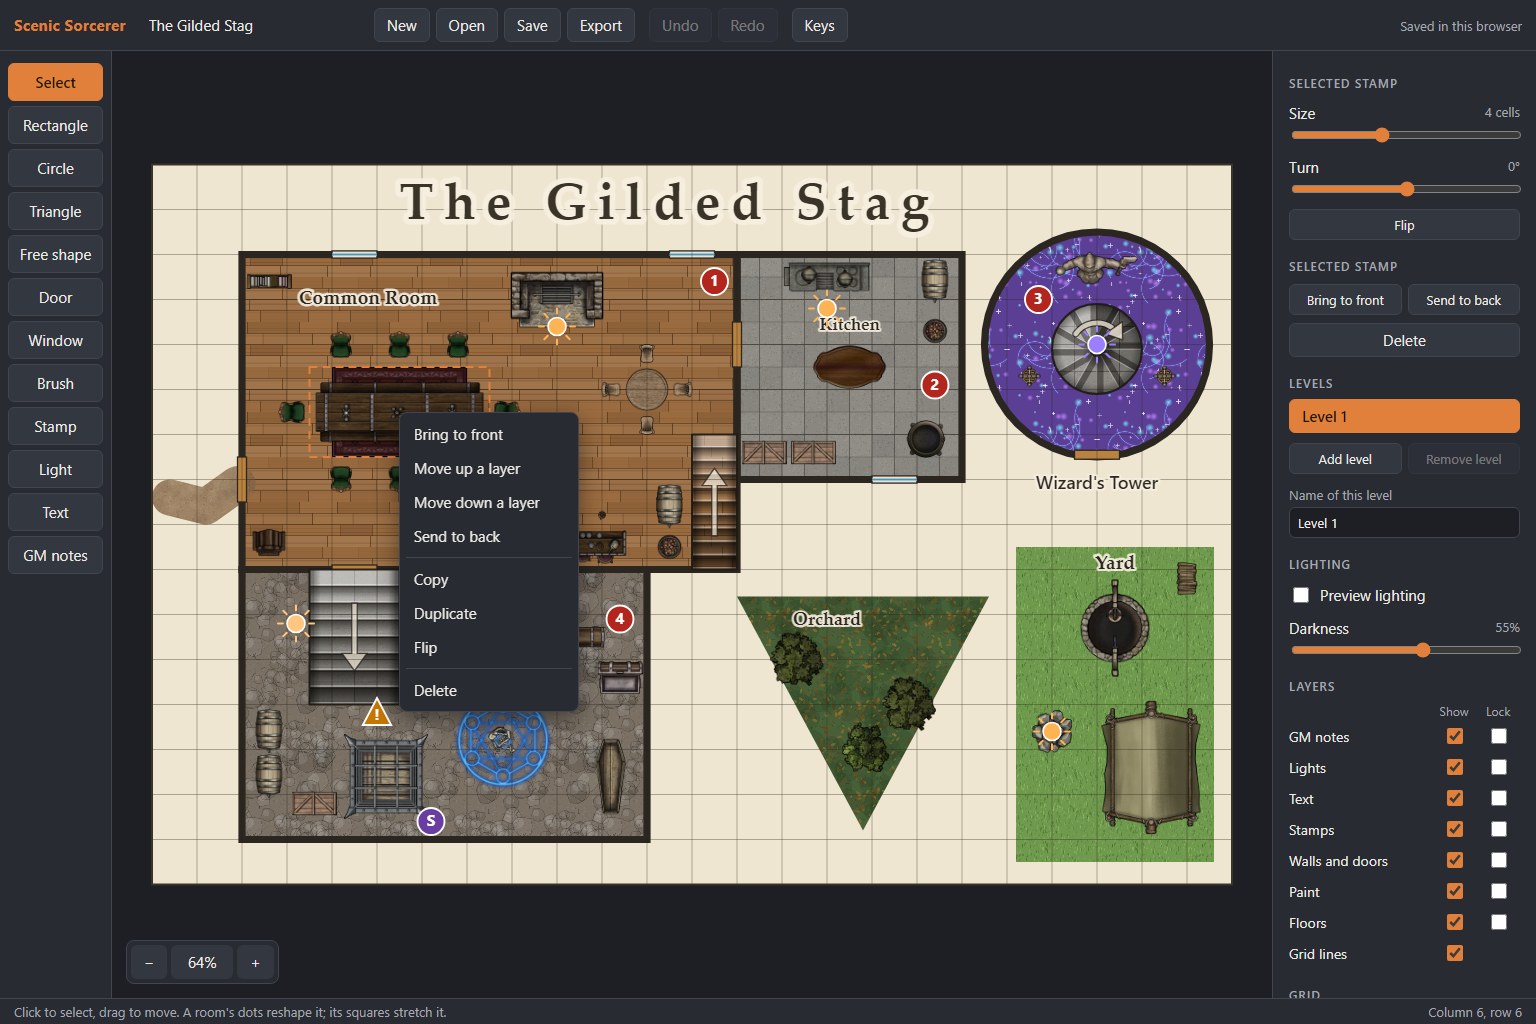 Scenic Sorcerer
The Gilded Stag
New
Open
Save
Export
Undo
Redo
Keys
Saved in this browser
Select
Rectangle
Circle
Triangle
Free shape
Door
Window
Brush
Stamp
Light
Text
GM notes
The Gilded Stag
Common Room
1
Kitchen
2
3
Wizard's Tower
Bring to front
Move up a layer
Move down a layer
Send to back
Copy
Duplicate
Flip
Delete
4
!
S
Orchard
Yard
SELECTED STAMP
Size 4 cells
Turn 0°
Flip
SELECTED STAMP
Bring to front
Send to back
Delete
LEVELS
Level 1
Add level
Remove level
Name of this level
Level 1
LIGHTING
Preview lighting
Darkness 55%
LAYERS
Show Lock
GM notes
Lights
Text
Stamps
Walls and doors
Paint
Floors
Grid lines
GRID
− 64% +
Click to select, drag to move. A room's dots reshape it; its squares stretch it.
Column 6, row 6